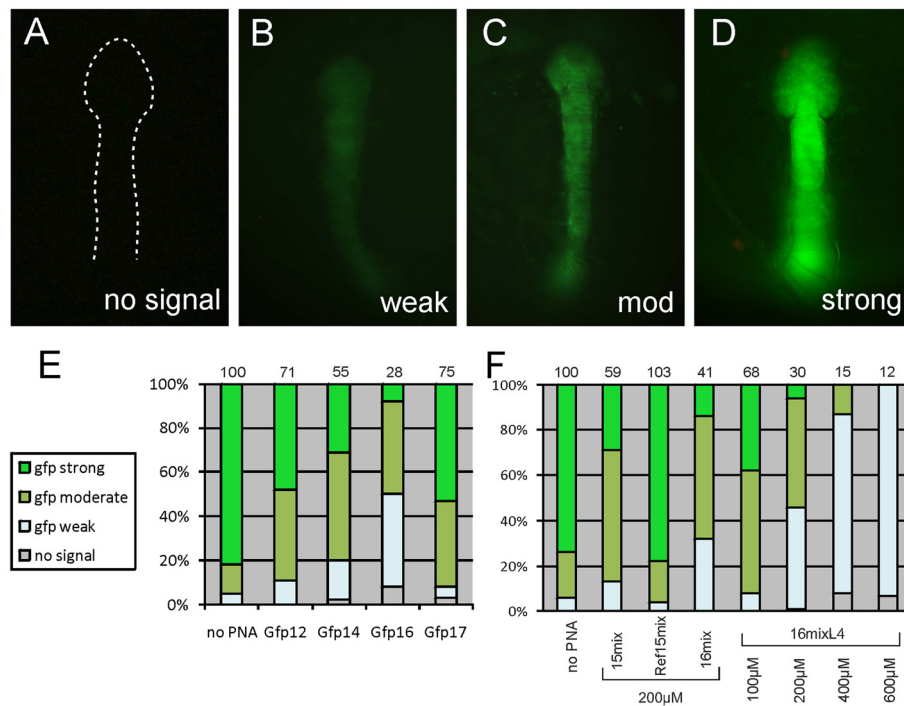 A
no signal
B
weak
C
mod
D
strong
E
100 71 55 28 75
100%
80%
60%
40%
20%
0%
no PNA Gfp12 Gfp14 Gfp16 Gfp17
gfp strong
gfp moderate
gfp weak
no signal
F
100 59 103 41 68 30 15 12
100%
80%
60%
40%
20%
0%
no PNA
15mix
Ref15mix
16mix
200µM
16mixL4
100µM
200µM
400µM
600µM